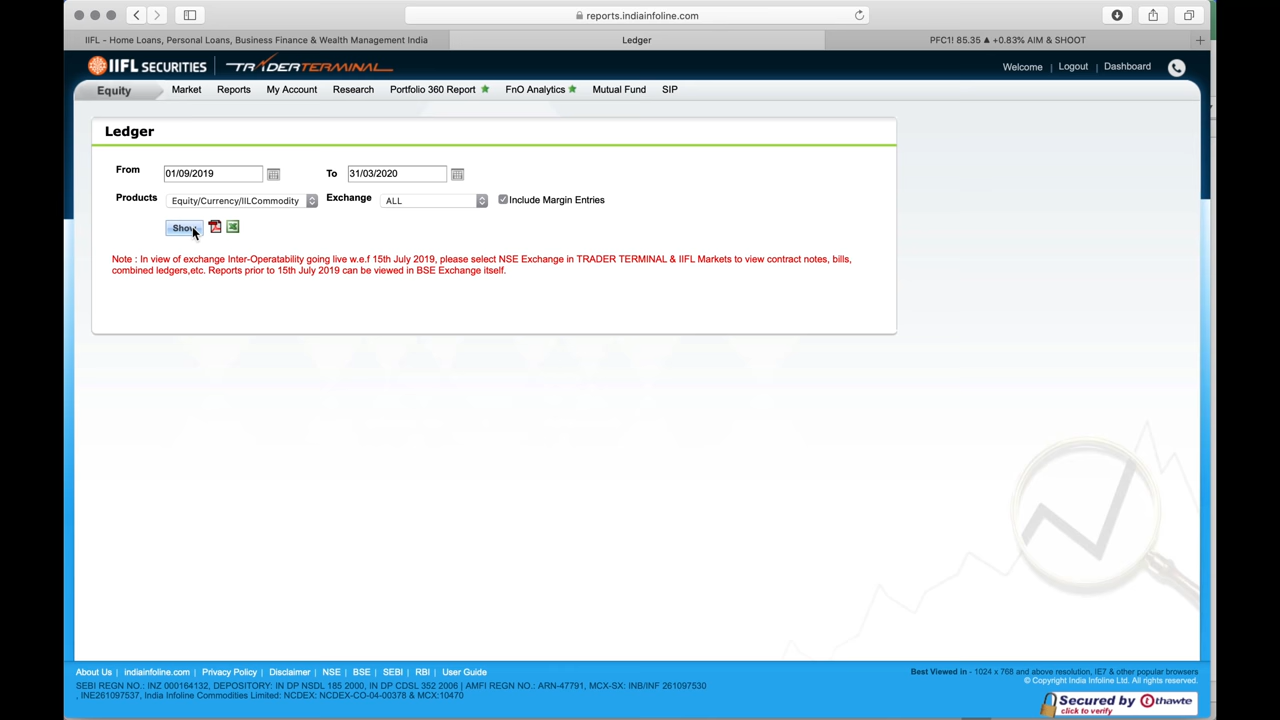 reports.indiainfoline.com
IIFL - Home Loans, Personal Loans, Business Finance & Wealth Management India
Ledger
PFC1! 85.35 ▲ +0.83% AIM & SHOOT
IIFL SECURITIES
TRADERTERMINAL
Welcome | Logout | Dashboard
Equity
Market
Reports
My Account
Research
Portfolio 360 Report
FnO Analytics
Mutual Fund
SIP
Ledger
From 01/09/2019 To 31/03/2020
Products Equity/Currency/IILCommodity Exchange ALL Include Margin Entries
Show
Note : In view of exchange Inter-Operatability going live w.e.f 15th July 2019, please select NSE Exchange in TRADER TERMINAL & IIFL Markets to view contract notes, bills,
combined ledgers,etc. Reports prior to 15th July 2019 can be viewed in BSE Exchange itself.
About Us | indiainfoline.com | Privacy Policy | Disclaimer | NSE | BSE | SEBI | RBI | User Guide
SEBI REGN NO.: INZ 000164132, DEPOSITORY: IN DP NSDL 185 2000, IN DP CDSL 352 2006 | AMFI REGN NO.: ARN-47791, MCX-SX: INB/INF 261097530
, INE261097537, India Infoline Commodities Limited: NCDEX: NCDEX-CO-04-00378 & MCX:10470
Best Viewed in - 1024 x 768 and above resolution, IE7 & other popular browsers
© Copyright India Infoline Ltd. All rights reserved.
Secured by thawte
click to verify